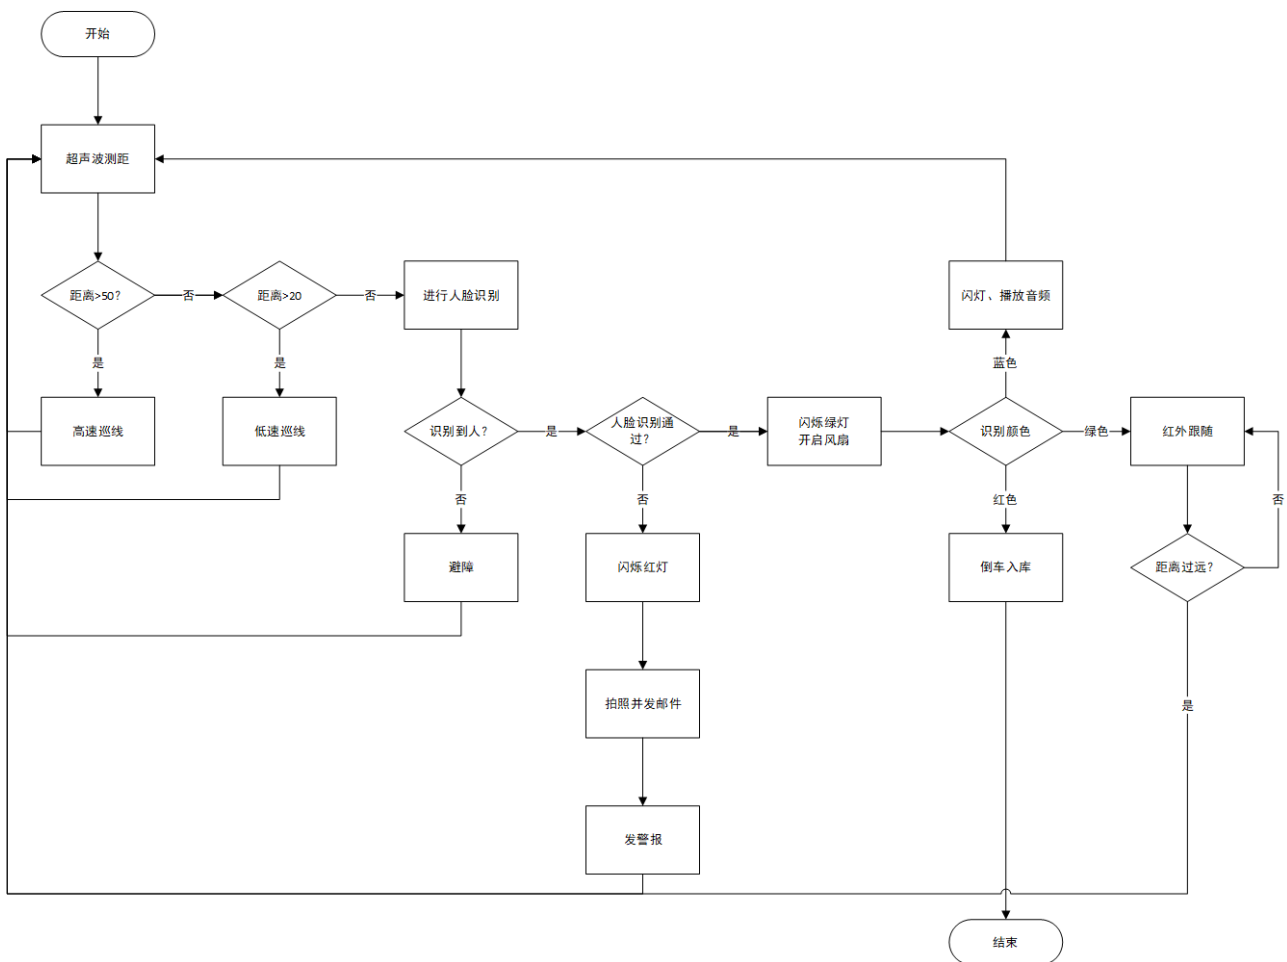 开始
超声波测距
距离>50？
否
距离>20
否
进行人脸识别
闪灯、播放音频
是
是
蓝色
高速巡线
低速巡线
识别到人？
是
人脸识别通
过？
是
闪烁绿灯
开启风扇
识别颜色
绿色
红外跟随
否
否
红色
否
避障
闪烁红灯
倒车入库
距离过远？
拍照并发邮件
是
发警报
结束